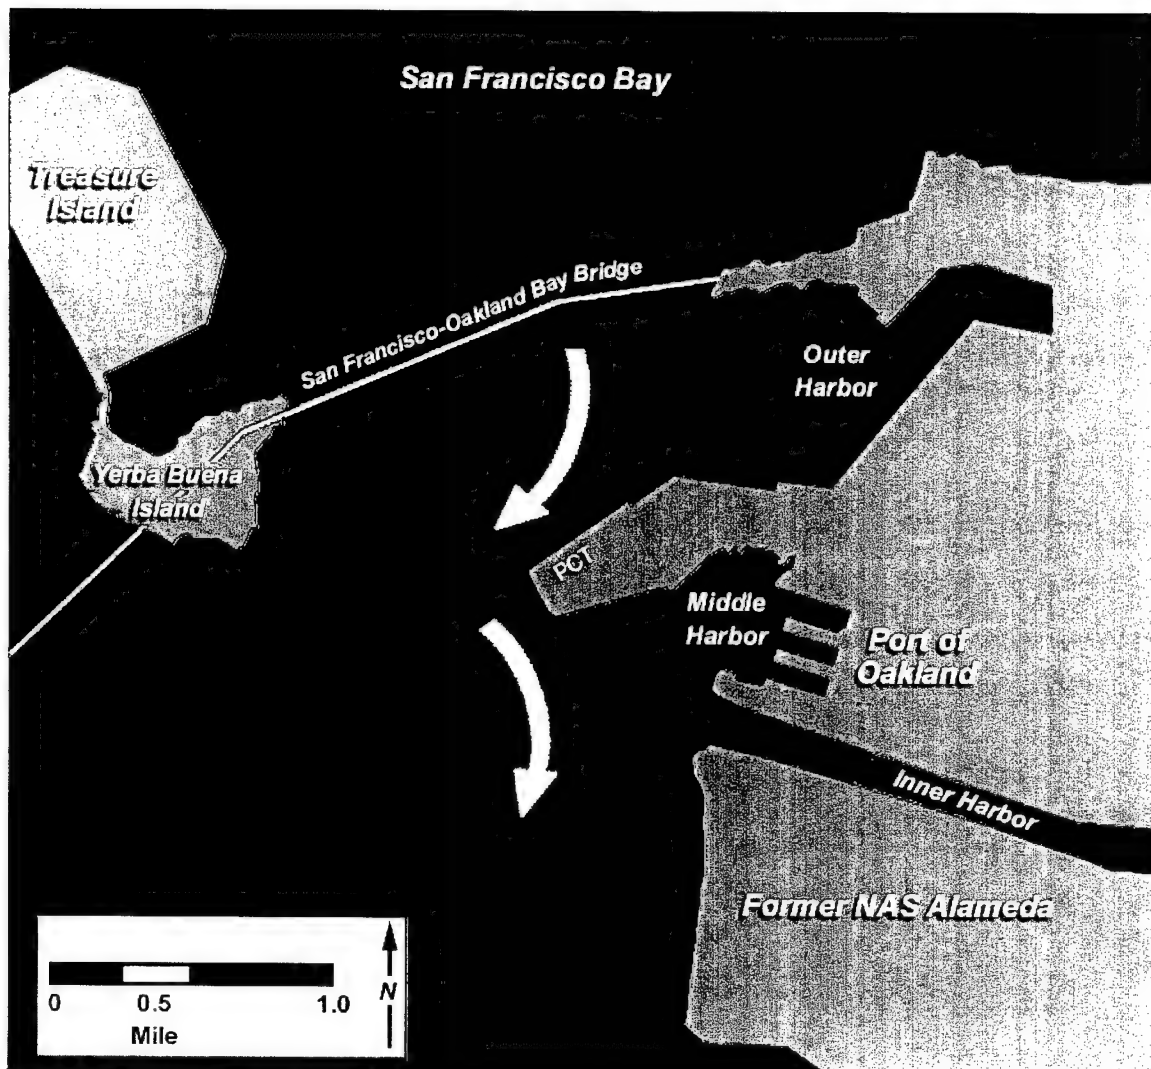 San Francisco Bay
Treasure
Island
San Francisco-Oakland Bay Bridge
Outer
Harbor
Yerba Buena
Island
PCT
Middle
Harbor
Port of
Oakland
Inner Harbor
Former NAS Alameda
0 0.5 1.0
Mile
N